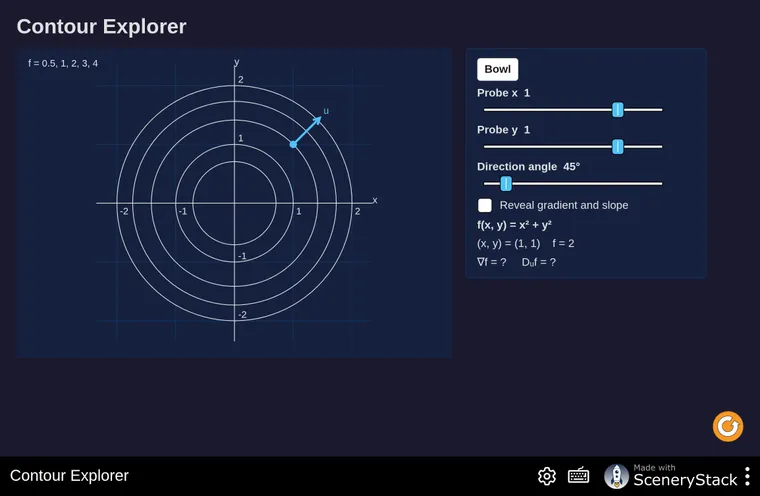 Contour Explorer
f = 0.5, 1, 2, 3, 4
y
2
u
1
x
-2
-1
1
2
-1
-2
Bowl
Probe x 1
Probe y 1
Direction angle 45°
Reveal gradient and slope
f(x, y) = x² + y²
(x, y) = (1, 1) f = 2
∇f = ? Dᵤf = ?
Contour Explorer
Made with
SceneryStack